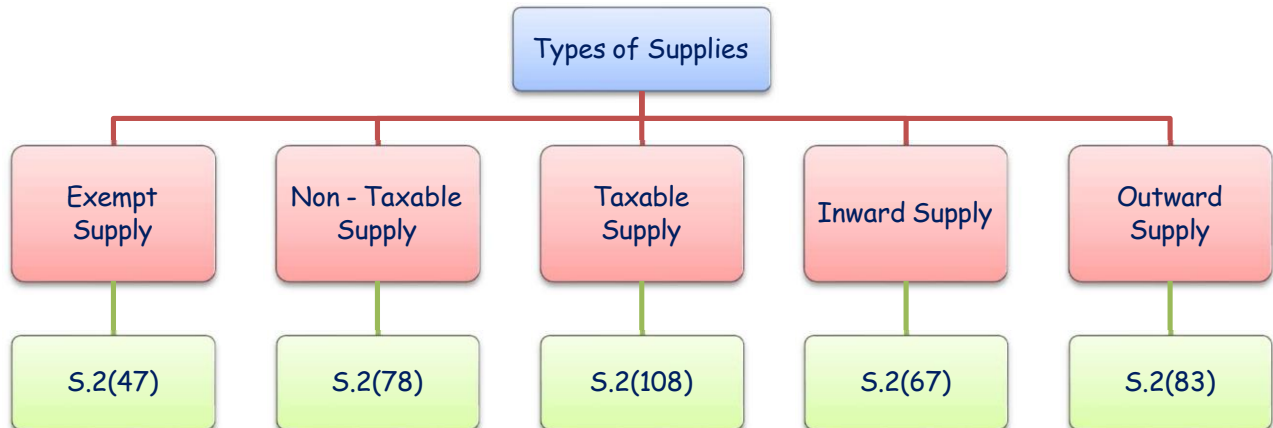 Types of Supplies
Exempt
Supply
Non - Taxable
Supply
Taxable
Supply
Inward Supply
Outward
Supply
S.2(47)
S.2(78)
S.2(108)
S.2(67)
S.2(83)